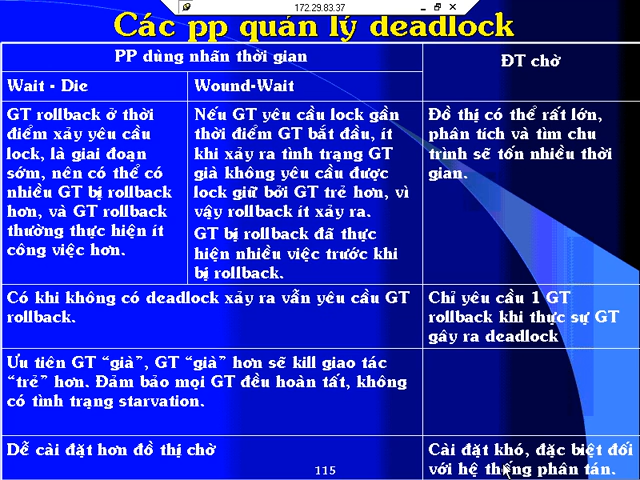 172.29.83.37
Các pp quản lý deadlock
PP dùng nhãn thời gian
ĐT chờ
Wait - Die
Wound-Wait
GT rollback ở thời
điểm xảy yêu cầu
lock, là giai đoạn
sớm, nên có thể có
nhiều GT bị rollback
hơn, và GT rollback
thường thực hiện ít
công việc hơn.
Nếu GT yêu cầu lock gần
thời điểm GT bắt đầu, ít
khi xảy ra tình trạng GT
già không yêu cầu được
lock giữ bởi GT trẻ hơn, vì
vậy rollback ít xảy ra.
GT bị rollback đã thực
hiện nhiều việc trước khi
bị rollback.
Đồ thị có thể rất lớn,
phân tích và tìm chu
trình sẽ tốn nhiều thời
gian.
Có khi không có deadlock xảy ra vẫn yêu cầu GT
rollback.
Chỉ yêu cầu 1 GT
rollback khi thực sự GT
gây ra deadlock
Ưu tiên GT “già”, GT “già” hơn sẽ kill giao tác
“trẻ” hơn. Đảm bảo mọi GT đều hoàn tất, không
có tình trạng starvation.
Dễ cài đặt hơn đồ thị chờ
Cài đặt khó, đặc biệt đối
với hệ thống phân tán.
115